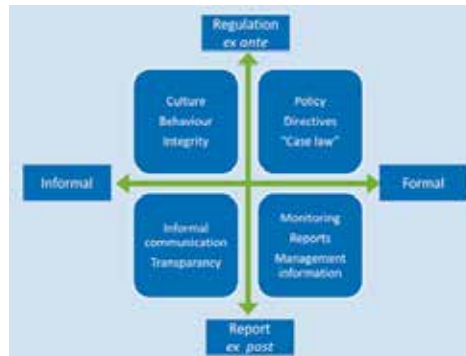 Regulation
ex ante
Culture
Behaviour
Integrity
Policy
Directives
"Case law"
Informal
Formal
Informal
communication
Transparancy
Monitoring
Reports
Management
information
Report
ex post